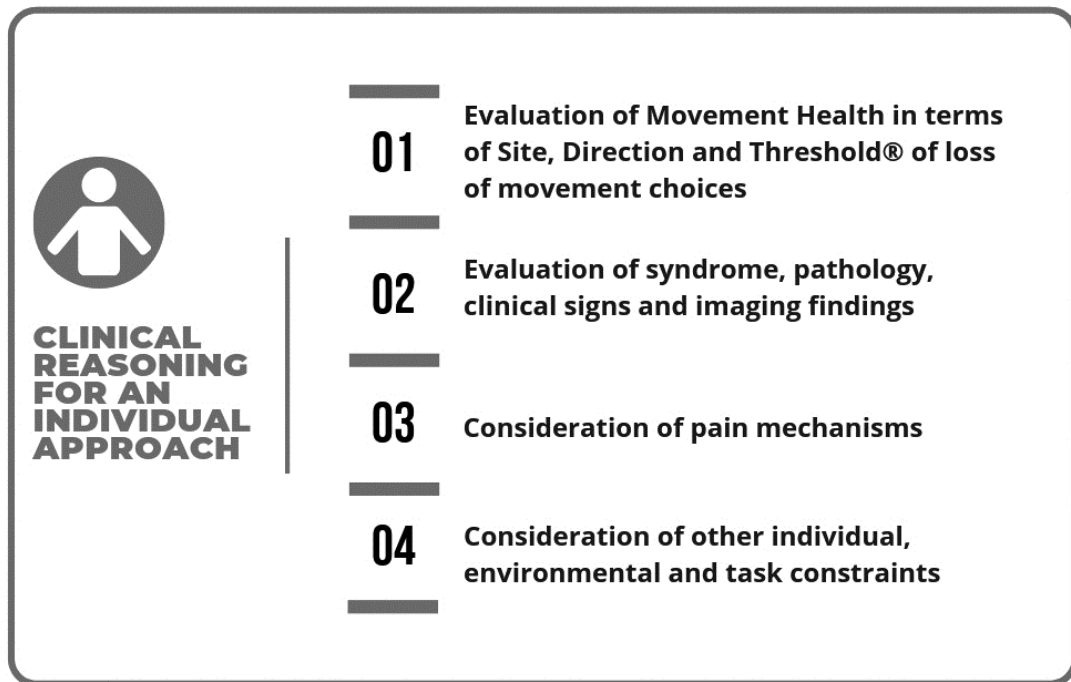 CLINICAL
REASONING
FOR AN
INDIVIDUAL
APPROACH
01
Evaluation of Movement Health in terms
of Site, Direction and Threshold® of loss
of movement choices
02
Evaluation of syndrome, pathology,
clinical signs and imaging findings
03
Consideration of pain mechanisms
04
Consideration of other individual,
environmental and task constraints